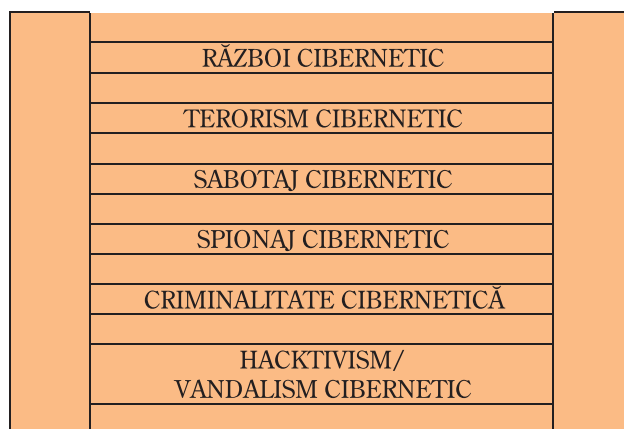 RĂZBOI CIBERNETIC
TERORISM CIBERNETIC
SABOTAJ CIBERNETIC
SPIONAJ CIBERNETIC
CRIMINALITATE CIBERNETICĂ
HACKTIVISM/
VANDALISM CIBERNETIC